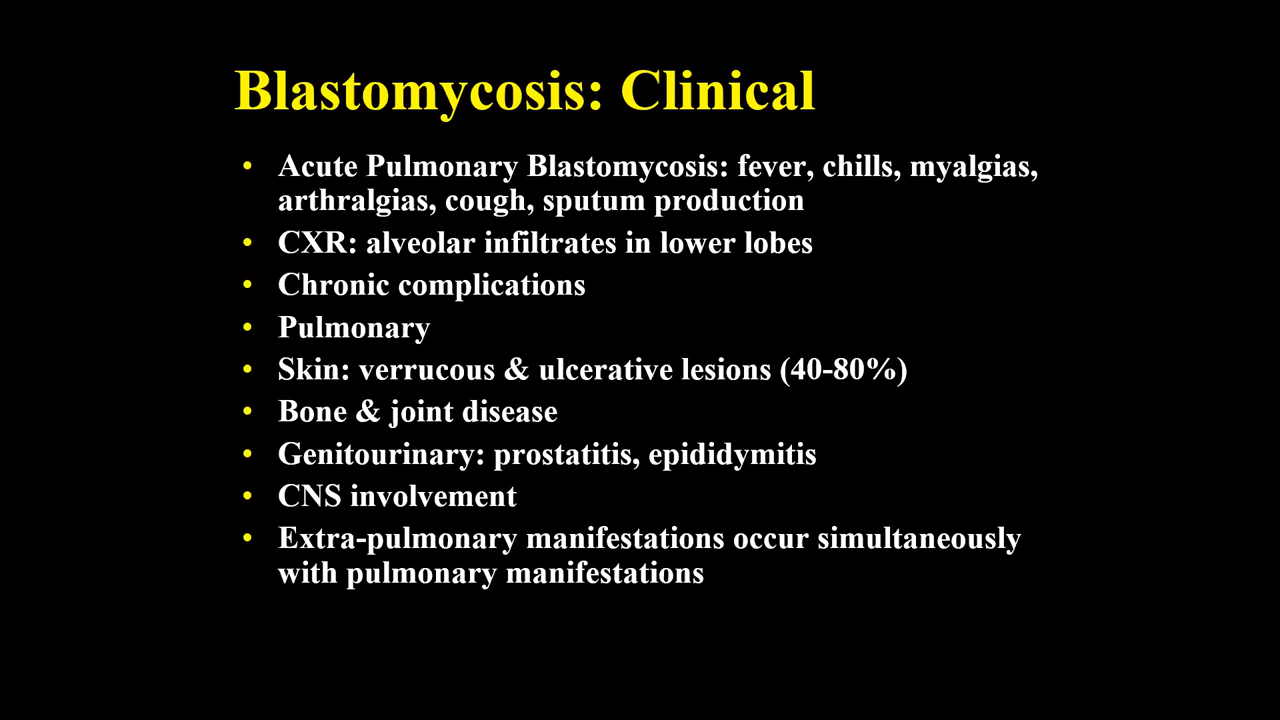 Blastomycosis: Clinical
• Acute Pulmonary Blastomycosis: fever, chills, myalgias,
arthralgias, cough, sputum production
• CXR: alveolar infiltrates in lower lobes
• Chronic complications
• Pulmonary
• Skin: verrucous & ulcerative lesions (40-80%)
• Bone & joint disease
• Genitourinary: prostatitis, epididymitis
• CNS involvement
• Extra-pulmonary manifestations occur simultaneously
with pulmonary manifestations